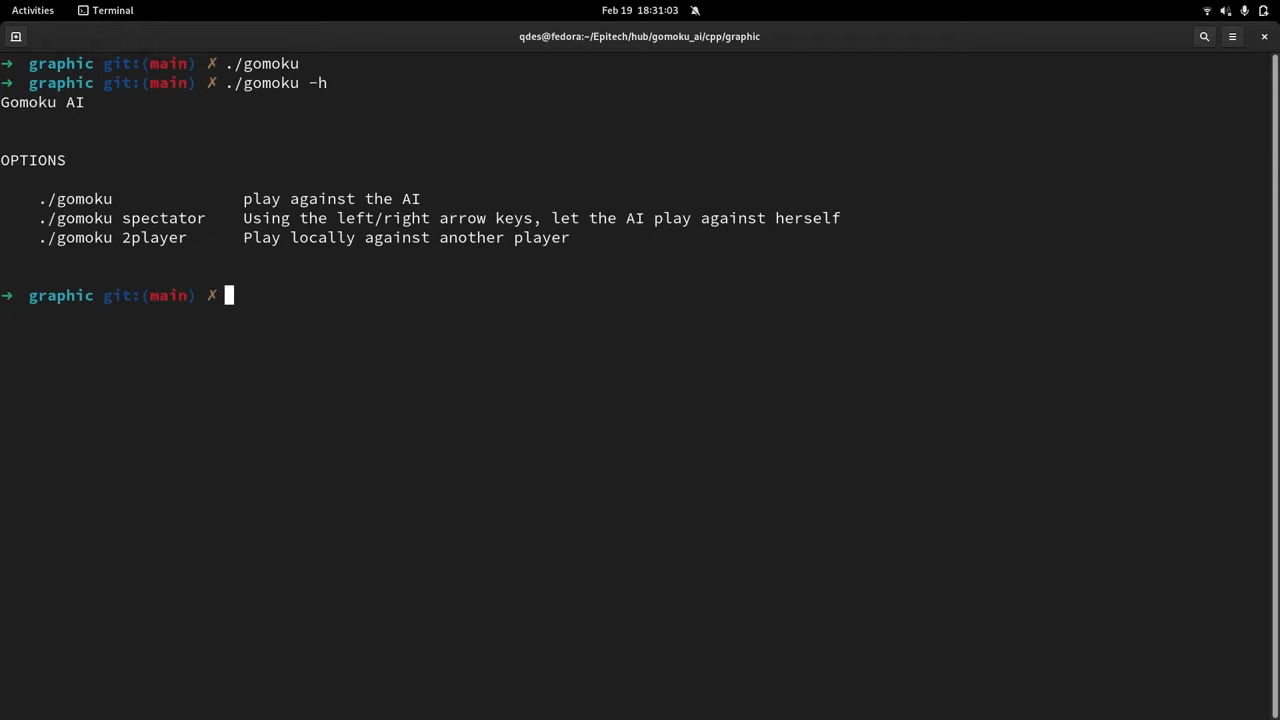 Activities Terminal Feb 19 18:31:03
qdes@fedora:~/Epitech/hub/gomoku_ai/cpp/graphic
→ graphic git:(main) ✗ ./gomoku
→ graphic git:(main) ✗ ./gomoku -h
Gomoku AI
OPTIONS
./gomoku play against the AI
./gomoku spectator Using the left/right arrow keys, let the AI play against herself
./gomoku 2player Play locally against another player
→ graphic git:(main) ✗